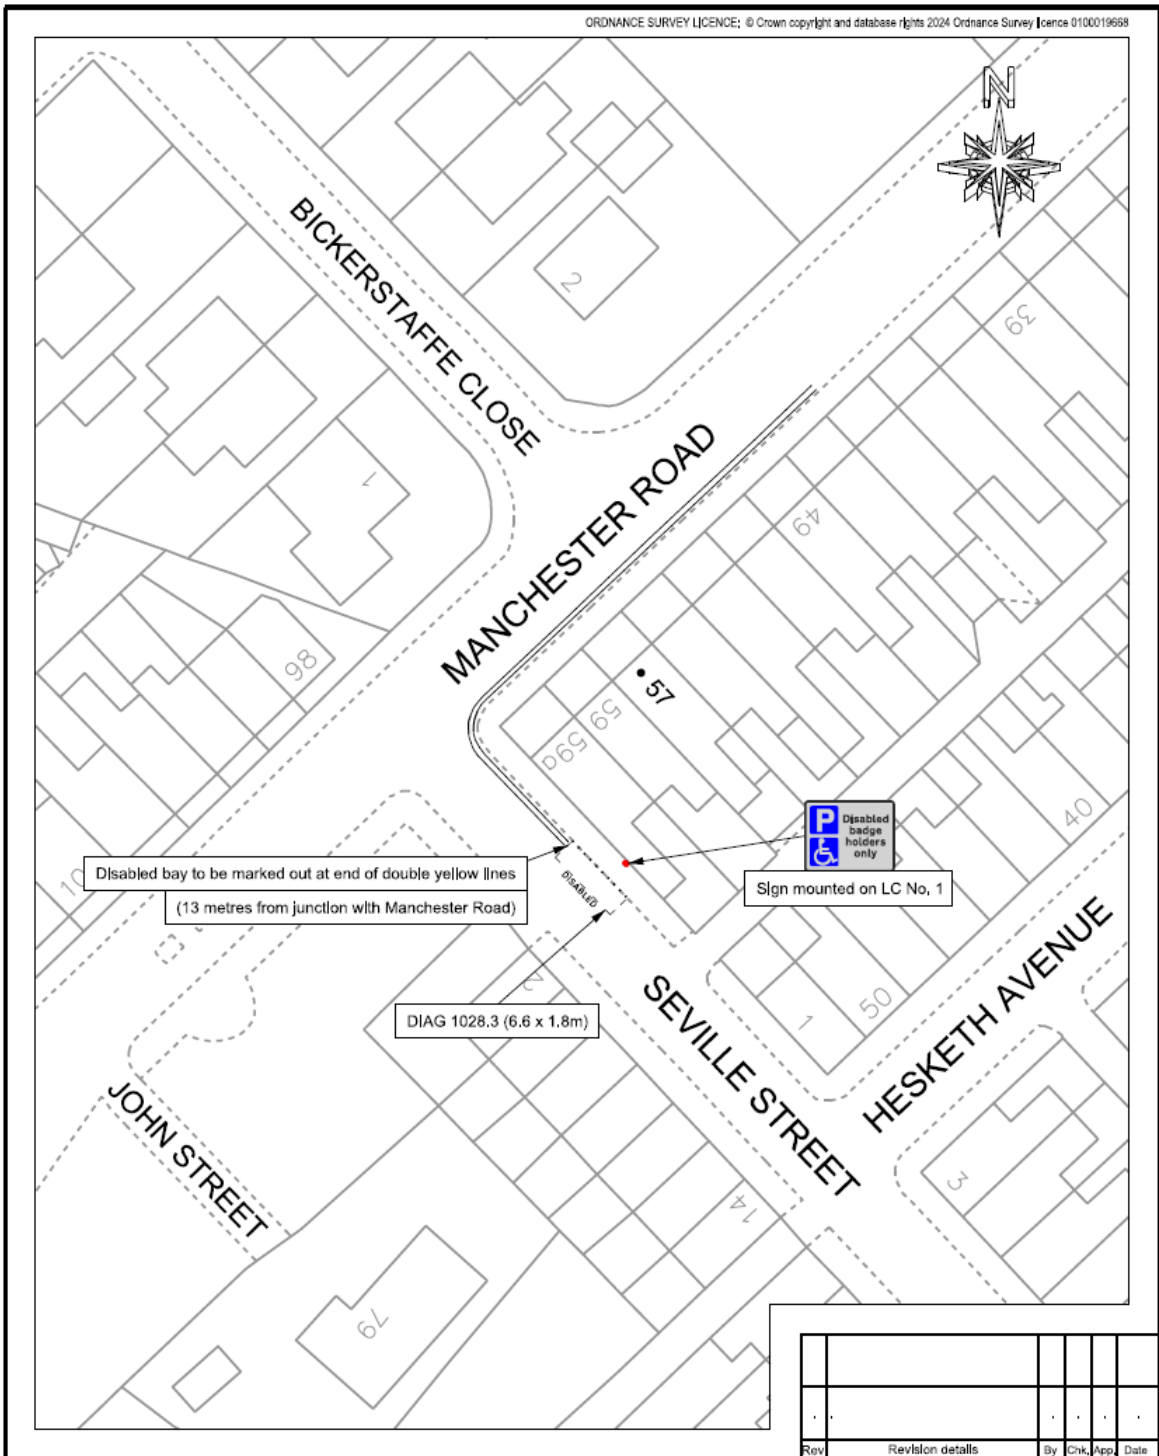 ORDNANCE SURVEY LICENCE: © Crown copyright and database rights 2024 Ordnance Survey licence 0100019668
N
BICKERSTAFFE CLOSE
2
39
MANCHESTER ROAD
1
49
98
57
59
59a
P
Disabled
badge
holders
only
40
Disabled bay to be marked out at end of double yellow lines
(13 metres from junction with Manchester Road)
DISABLED
Sign mounted on LC No. 1
10
2
DIAG 1028.3 (6.6 x 1.8m)
SEVILLE STREET
1
50
HESKETH AVENUE
JOHN STREET
3
14
79
Rev
Revision details
By
Chk.
App.
Date